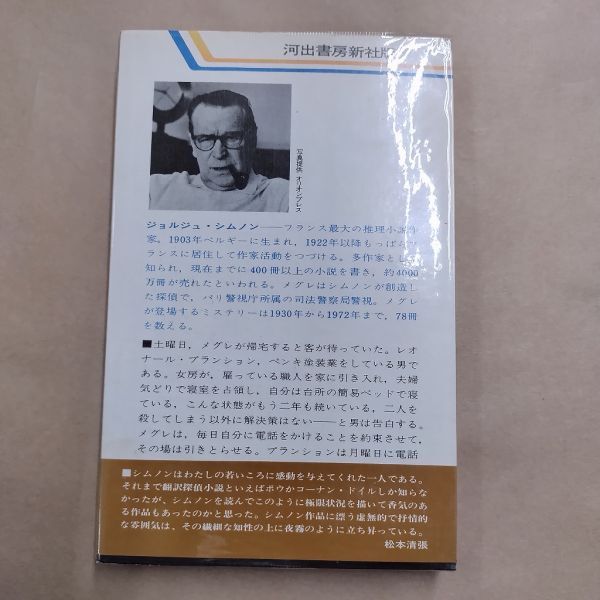 河出書房新社版
写真提供 オリオンプレス
ジョルジュ・シムノン——フランス最大の推理小説作
家。1903年ベルギーに生まれ，1922年以降もっぱらフ
ランスに居住して作家活動をつづける。多作家として
知られ，現在までに400冊以上の小説を書き，約4000
万冊が売れたといわれる。メグレはシムノンが創造し
た探偵で，パリ警視庁所属の司法警察局警視。メグレ
が登場するミステリーは1930年から1972年まで，78冊
を数える。
■土曜日，メグレが帰宅すると客が待っていた。レオ
ナール・プランション，ペンキ塗装業をしている男で
ある。女房が，雇っている職人を家に引き入れ，夫婦
気どりで寝室を占領し，自分は台所の簡易ベッドで寝
ている，こんな状態がもう二年も続いている，二人を
殺してしまう以外に解決策はない——と男は告白する。
メグレは，毎日自分に電話をかけることを約束させて，
その場は引きとらせる。プランションは月曜日に電話
■シムノンはわたしの若いころに感動を与えてくれた一人である。
それまで翻訳探偵小説といえばポウかコーナン・ドイルしか知らな
かったが、シムノンを読んでこのように極限状況を描いて香気のあ
る作品もあったのかと思った。シムノン作品に漂う虚無的で抒情的
な雰囲気は、その繊細な知性の上に夜霧のように立ち昇っている。
松本清張